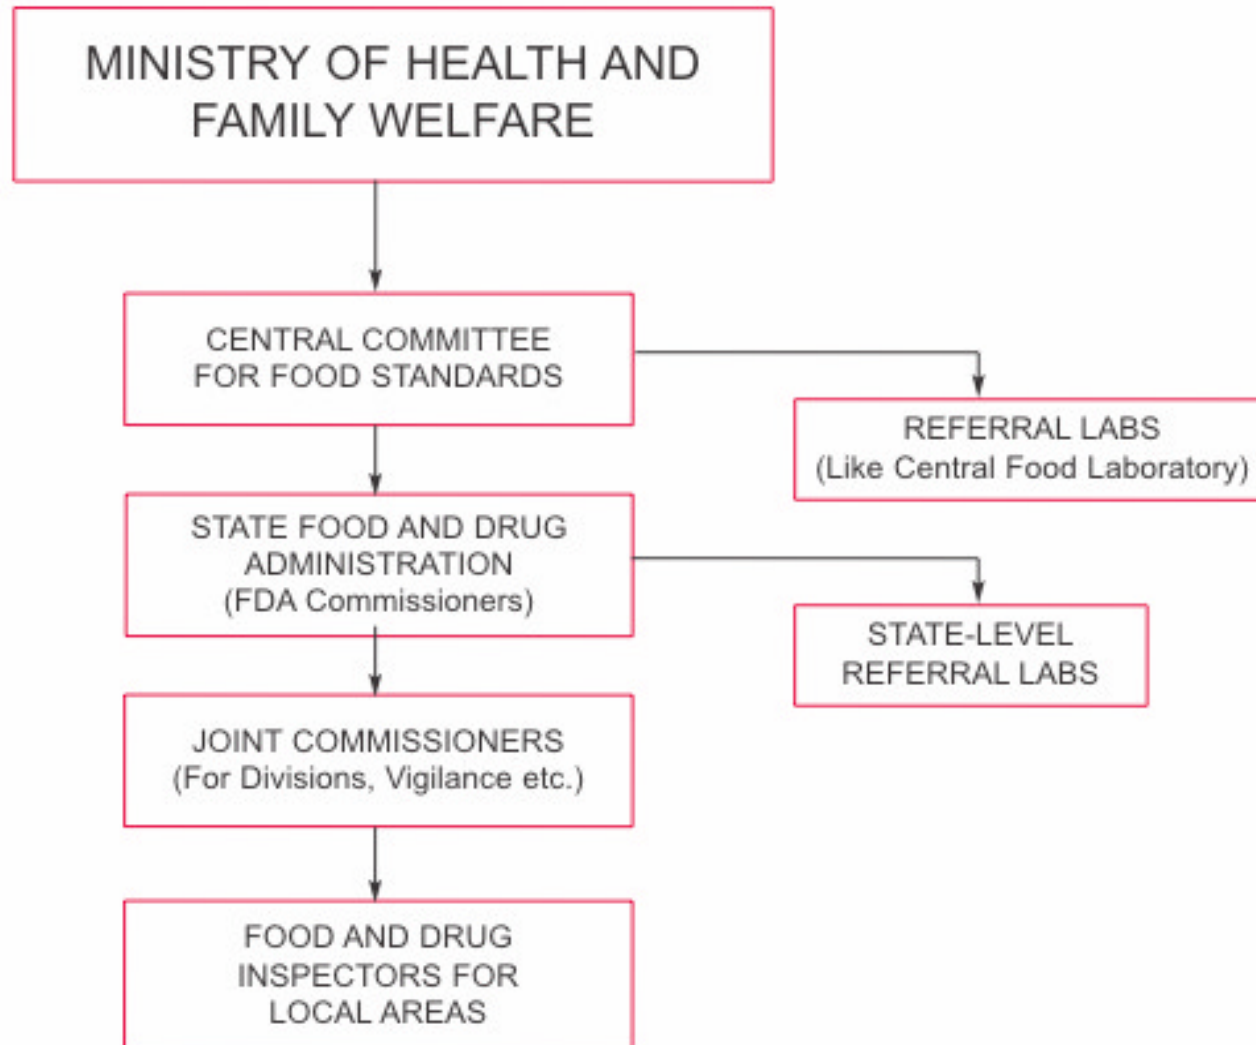 MINISTRY OF HEALTH AND
FAMILY WELFARE
CENTRAL COMMITTEE
FOR FOOD STANDARDS
REFERRAL LABS
(Like Central Food Laboratory)
STATE FOOD AND DRUG
ADMINISTRATION
(FDA Commissioners)
STATE-LEVEL
REFERRAL LABS
JOINT COMMISSIONERS
(For Divisions, Vigilance etc.)
FOOD AND DRUG
INSPECTORS FOR
LOCAL AREAS